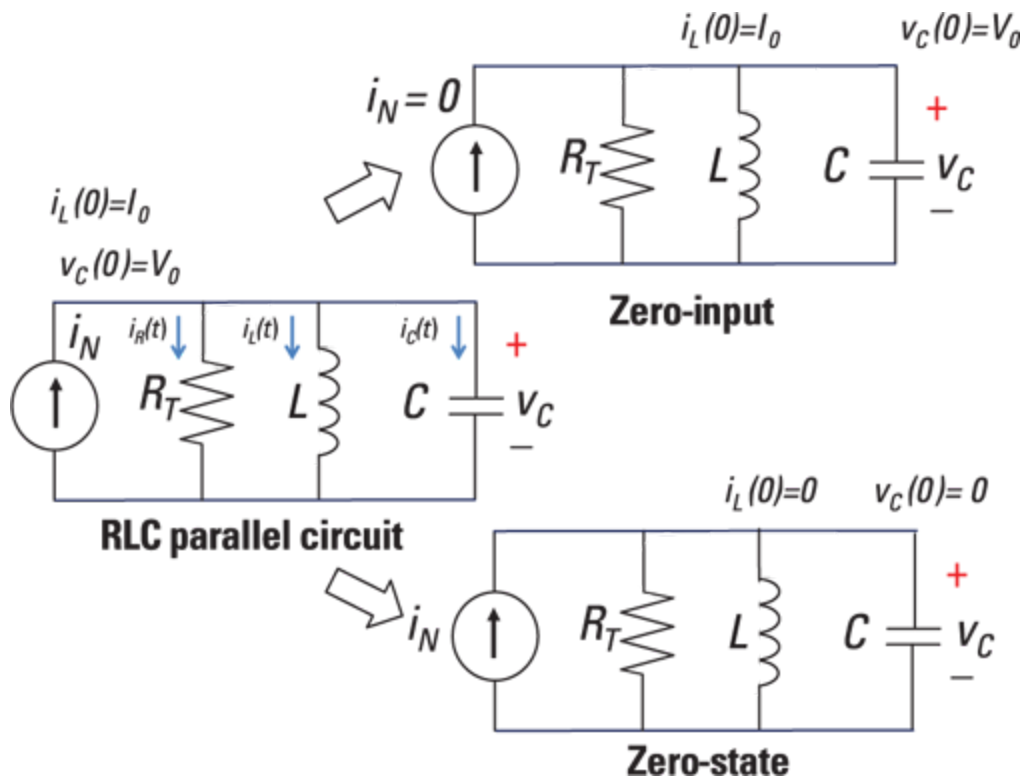 i_L(0)=I_0 v_C(0)=V_0
i_N = 0
R_T L C + v_C −
Zero-input
i_L(0)=I_0
v_C(0)=V_0
i_N i_R(t) i_L(t) i_C(t)
R_T L C + v_C −
RLC parallel circuit
i_L(0)=0 v_C(0)= 0
i_N R_T L C + v_C −
Zero-state